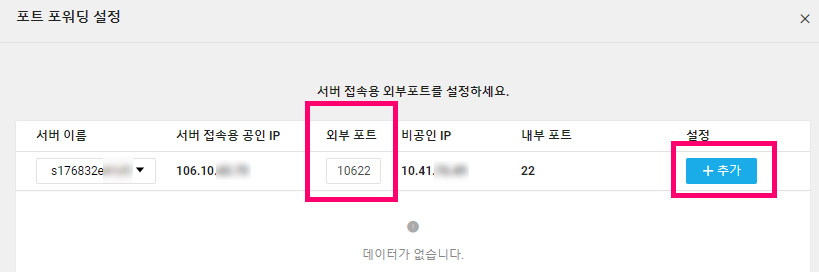 포트 포워딩 설정
서버 접속용 외부포트를 설정하세요.
서버 이름 서버 접속용 공인 IP 외부 포트 비공인 IP 내부 포트 설정
s176832e 106.10. 10622 10.41. 22 + 추가
데이터가 없습니다.